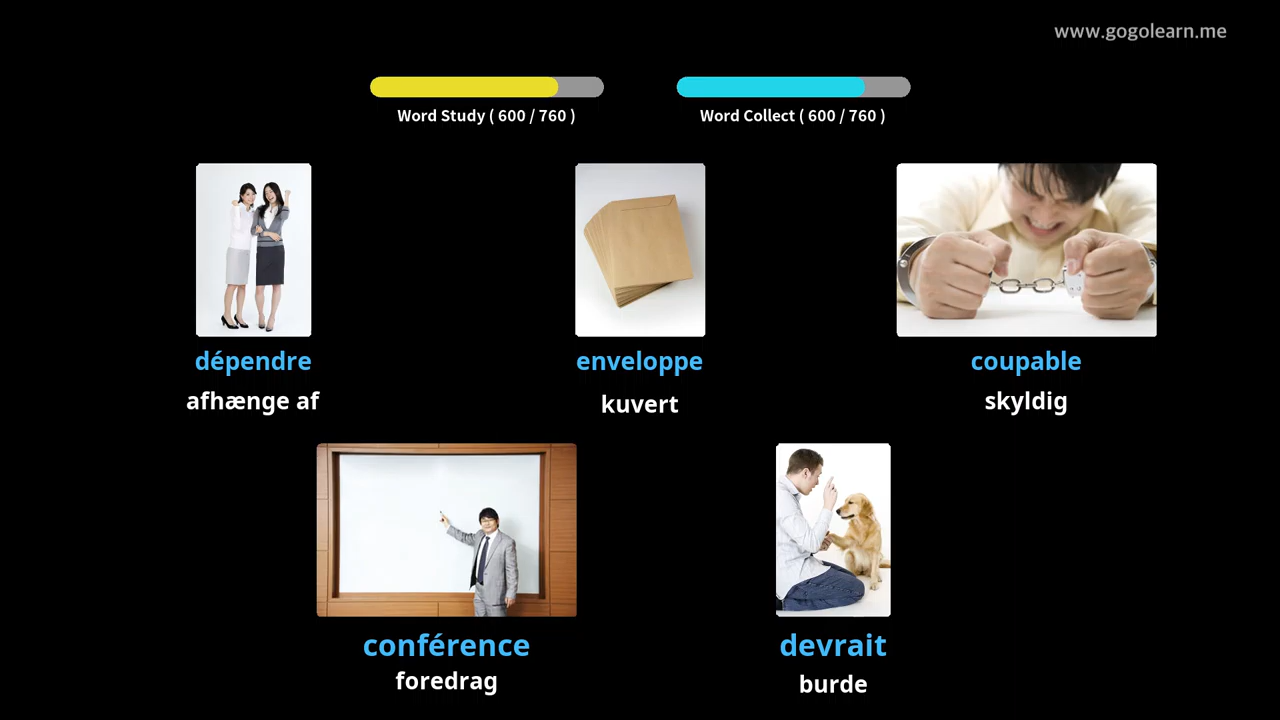 www.gogolearn.me
Word Study ( 600 / 760 )
Word Collect ( 600 / 760 )
dépendre
afhænge af
enveloppe
kuvert
coupable
skyldig
conférence
foredrag
devrait
burde